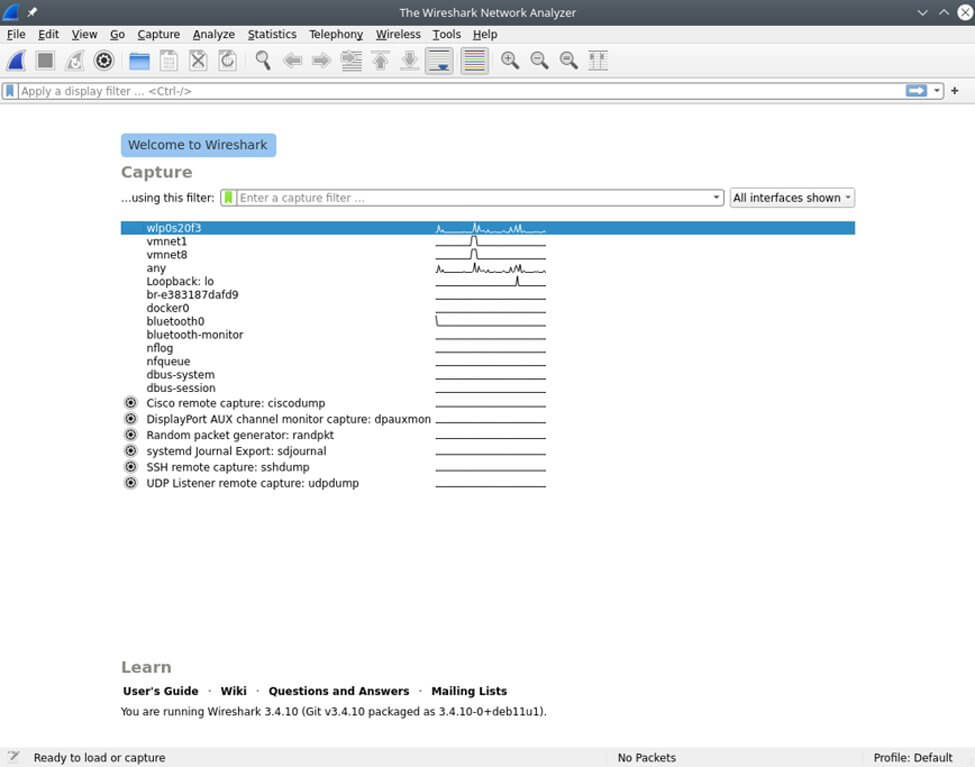 The Wireshark Network Analyzer
File Edit View Go Capture Analyze Statistics Telephony Wireless Tools Help
Apply a display filter ... <Ctrl-/>
Welcome to Wireshark
Capture
...using this filter: Enter a capture filter ... All interfaces shown
wlp0s20f3
vmnet1
vmnet8
any
Loopback: lo
br-e383187dafd9
docker0
bluetooth0
bluetooth-monitor
nflog
nfqueue
dbus-system
dbus-session
Cisco remote capture: ciscodump
DisplayPort AUX channel monitor capture: dpauxmon
Random packet generator: randpkt
systemd Journal Export: sdjournal
SSH remote capture: sshdump
UDP Listener remote capture: udpdump
Learn
User's Guide · Wiki · Questions and Answers · Mailing Lists
You are running Wireshark 3.4.10 (Git v3.4.10 packaged as 3.4.10-0+deb11u1).
Ready to load or capture No Packets Profile: Default